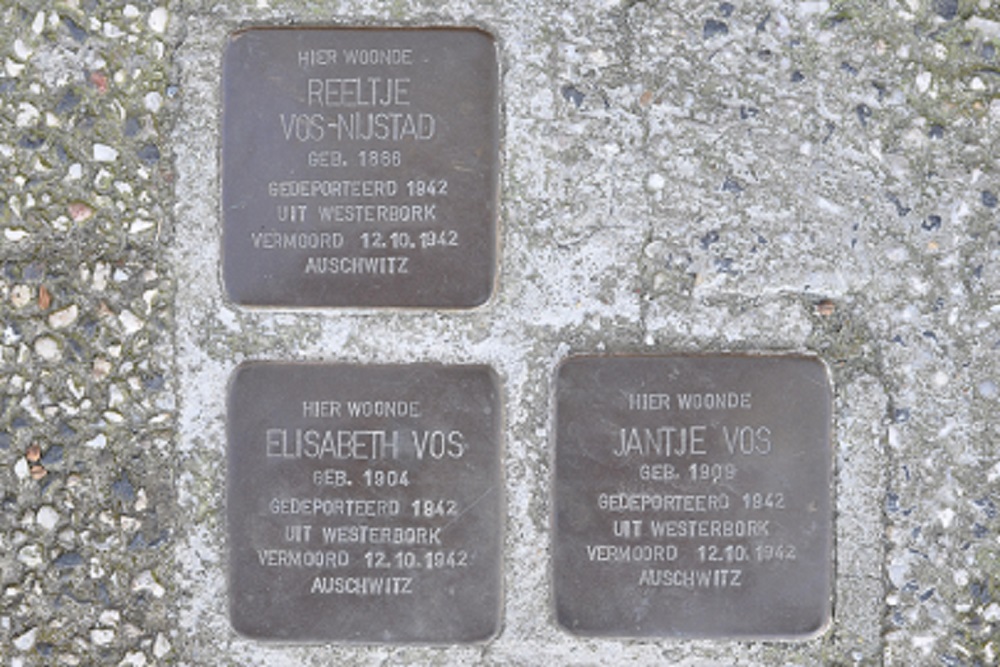 HIER WOONDE
REELTJE
VOS-NIJSTAD
GEB. 1868
GEDEPORTEERD 1942
UIT WESTERBORK
VERMOORD 12.10.1942
AUSCHWITZ
HIER WOONDE
ELISABETH VOS
GEB. 1904
GEDEPORTEERD 1942
UIT WESTERBORK
VERMOORD 12.10.1942
AUSCHWITZ
HIER WOONDE
JANTJE VOS
GEB. 1909
GEDEPORTEERD 1942
UIT WESTERBORK
VERMOORD 12.10.1942
AUSCHWITZ